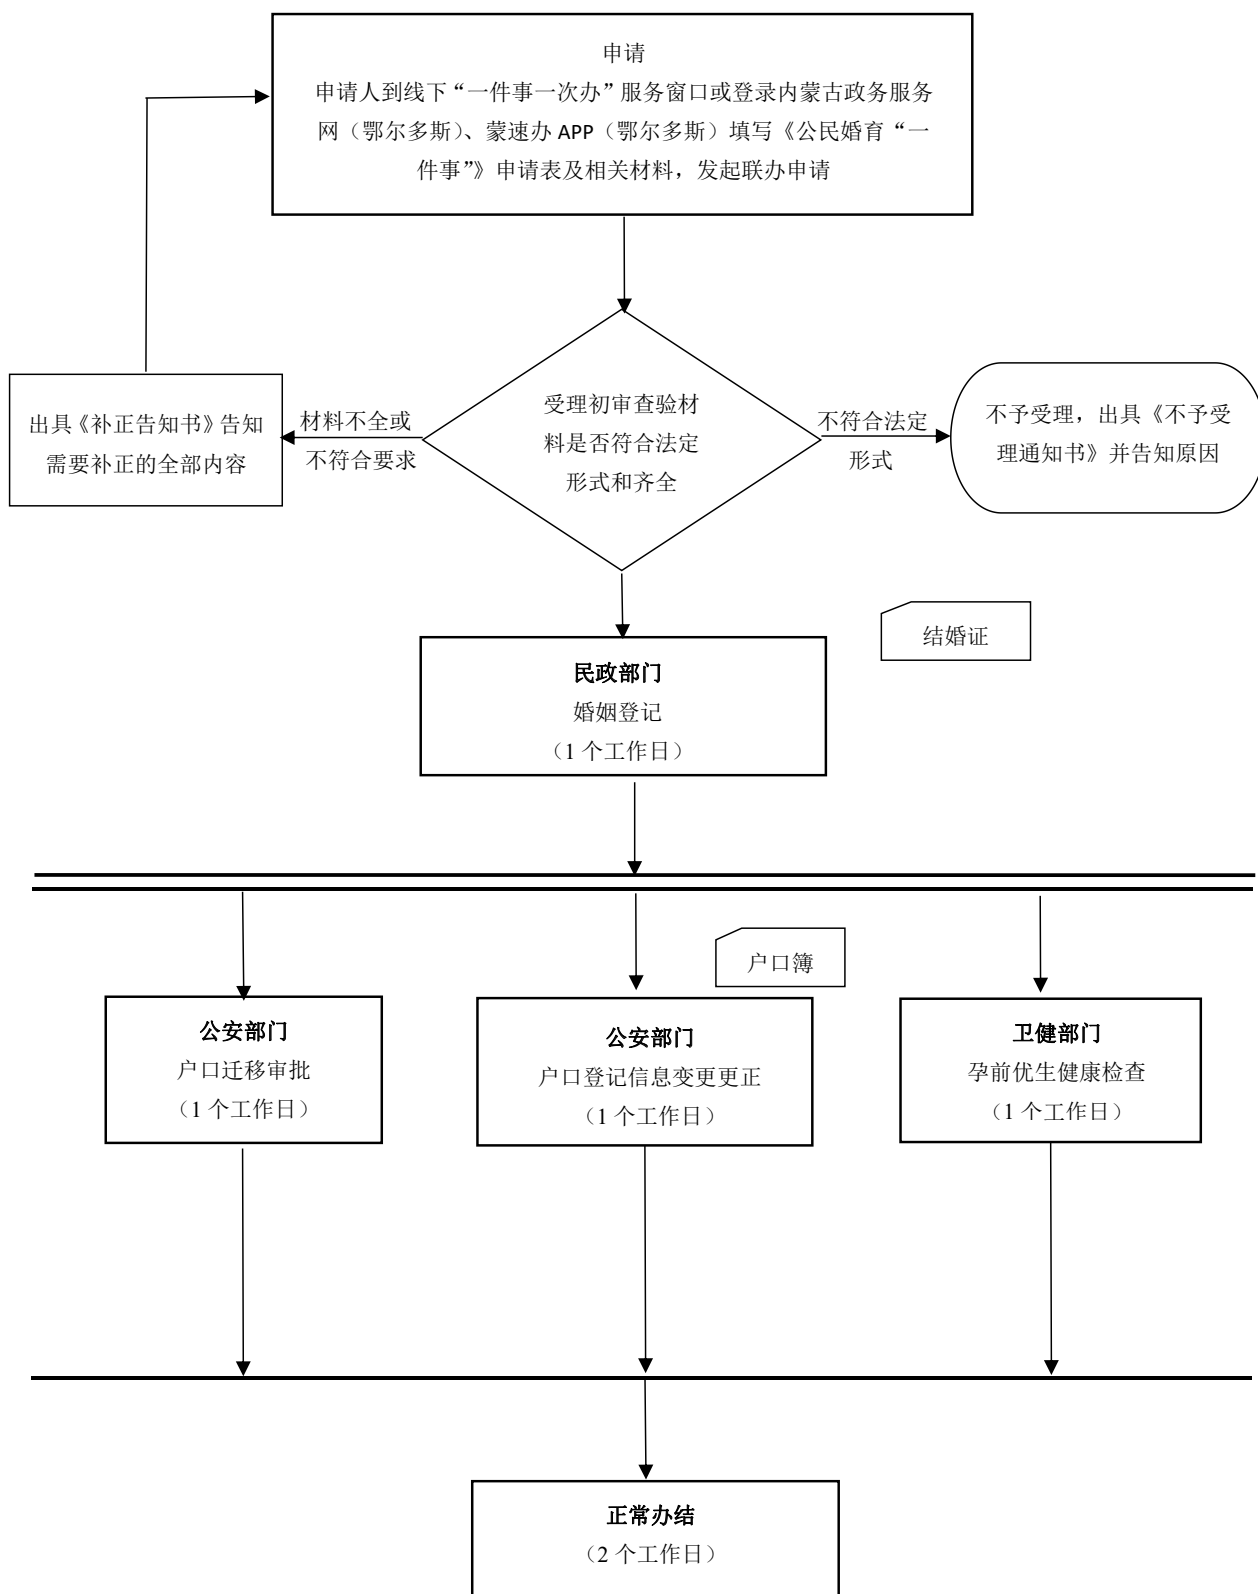 申请
申请人到线下“一件事一次办”服务窗口或登录内蒙古政务服务
网（鄂尔多斯）、蒙速办 APP（鄂尔多斯）填写《公民婚育“一
件事”》申请表及相关材料，发起联办申请
出具《补正告知书》告知
需要补正的全部内容
材料不全或
不符合要求
受理初审查验材
料是否符合法定
形式和齐全
不符合法定
形式
不予受理，出具《不予受
理通知书》并告知原因
结婚证
民政部门
婚姻登记
（1 个工作日）
户口簿
公安部门
户口迁移审批
（1 个工作日）
公安部门
户口登记信息变更更正
（1 个工作日）
卫健部门
孕前优生健康检查
（1 个工作日）
正常办结
（2 个工作日）